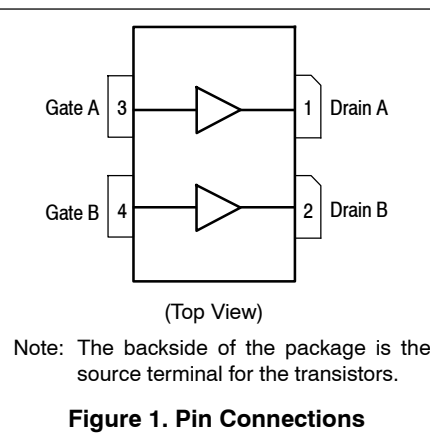 Gate A 3 1 Drain A
Gate B 4 2 Drain B
(Top View)
Note: The backside of the package is the
source terminal for the transistors.
Figure 1. Pin Connections